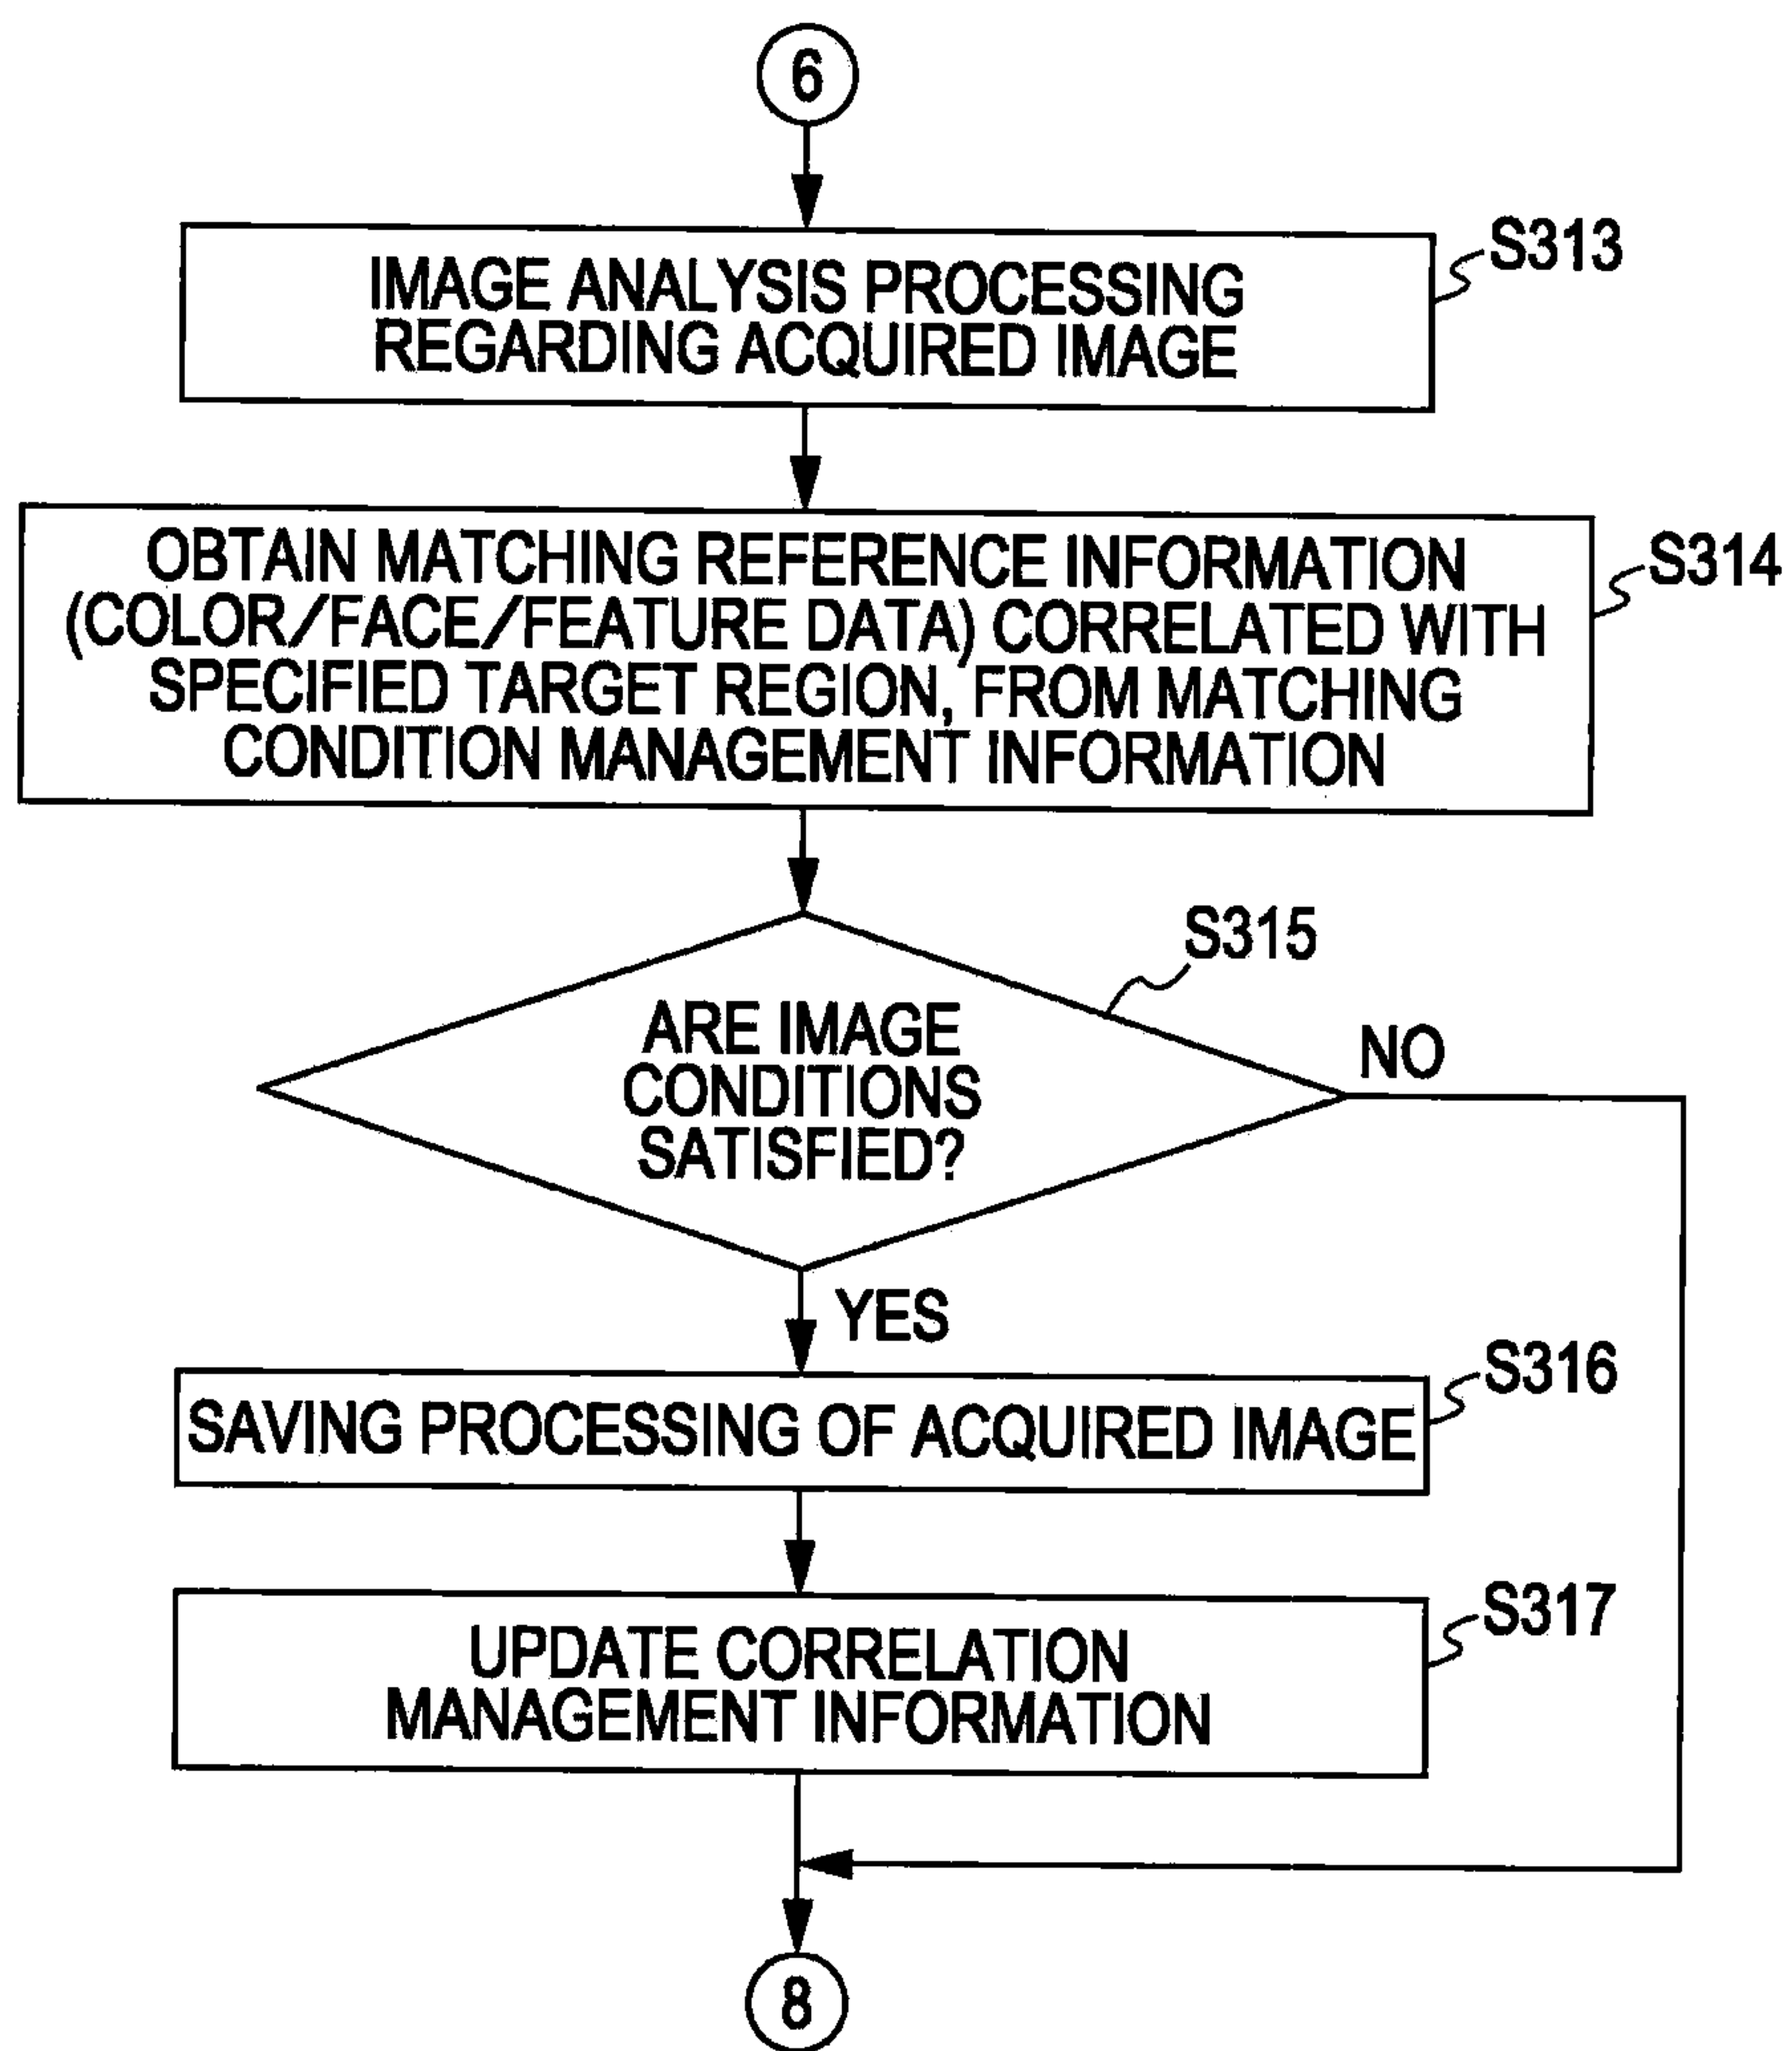 6
IMAGE ANALYSIS PROCESSING
REGARDING ACQUIRED IMAGE
S313
OBTAIN MATCHING REFERENCE INFORMATION
(COLOR/FACE/FEATURE DATA) CORRELATED WITH
SPECIFIED TARGET REGION, FROM MATCHING
CONDITION MANAGEMENT INFORMATION
S314
S315
ARE IMAGE
CONDITIONS
SATISFIED?
NO
YES
SAVING PROCESSING OF ACQUIRED IMAGE
S316
UPDATE CORRELATION
MANAGEMENT INFORMATION
S317
8